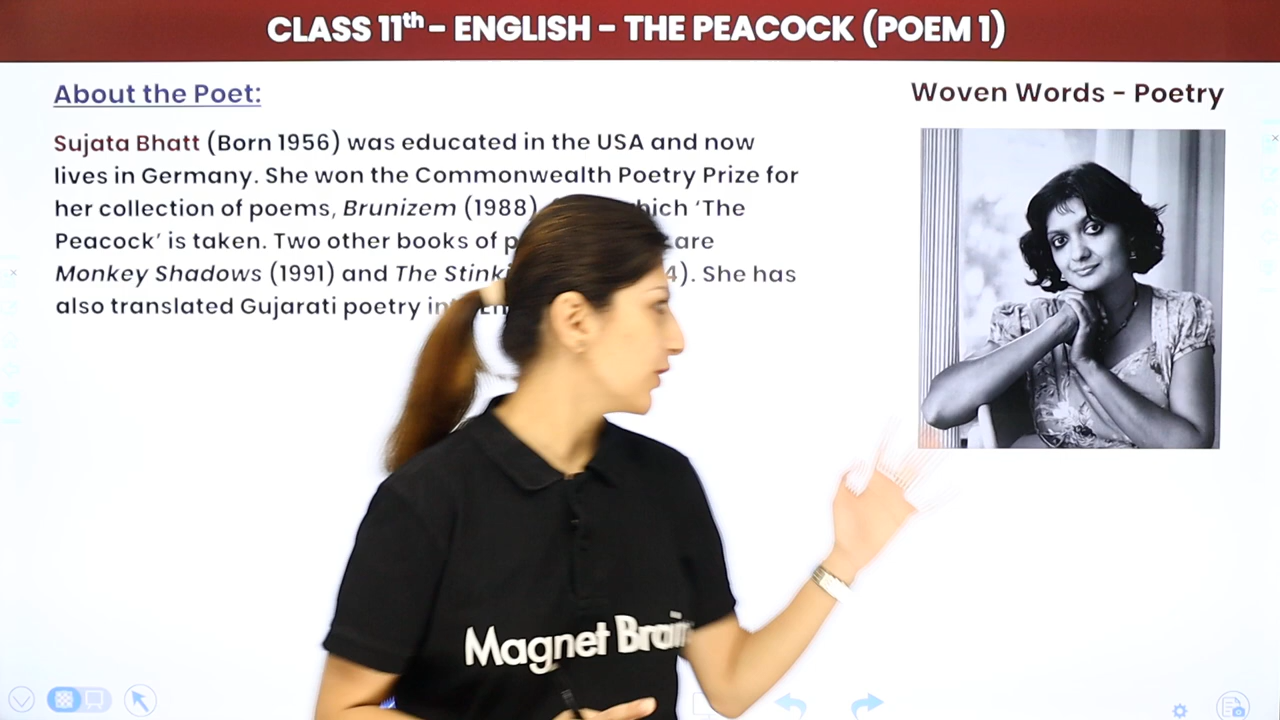 CLASS 11th - ENGLISH - THE PEACOCK (POEM 1)
About the Poet:
Woven Words - Poetry
Sujata Bhatt (Born 1956) was educated in the USA and now
lives in Germany. She won the Commonwealth Poetry Prize for
her collection of poems, Brunizem (1988) 'The
Peacock' is taken. Two other books of are
Monkey Shadows (1991) and The 4). She has
also translated Gujarati poetry
Magnet